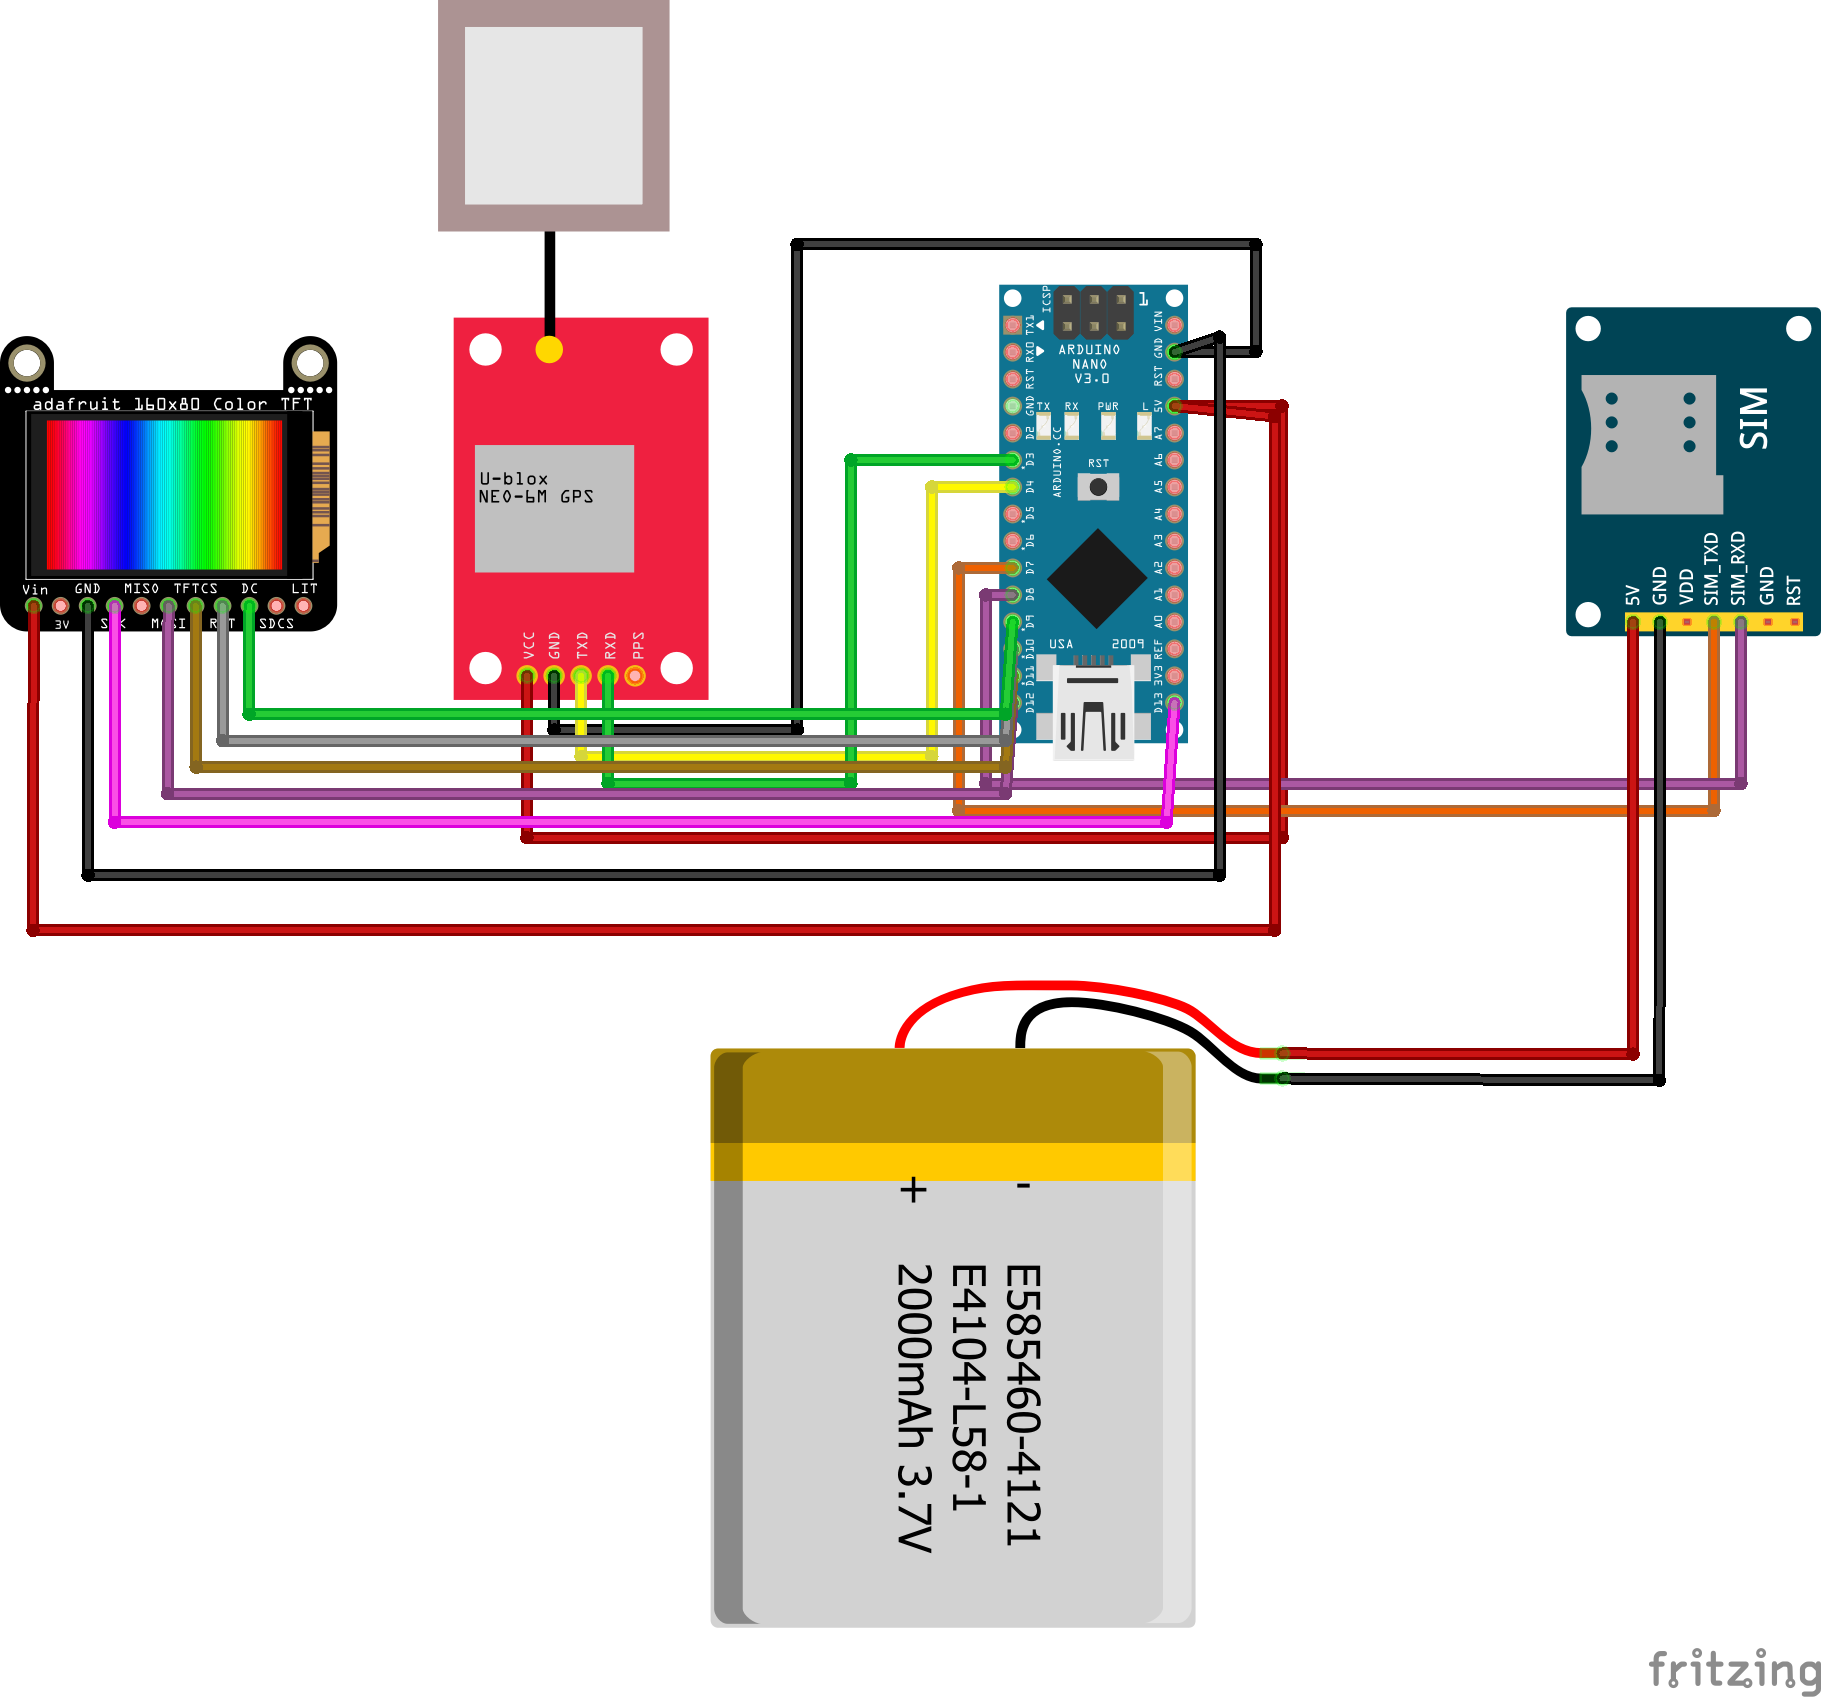 adafruit 160x80 Color TFT
Vin
GND
MISO
TFTCS
DC
LIT
3V
SDCS
U-blox
NEO-6M GPS
VCC
GND
TXD
RXD
PPS
ICSP
1
TX1
RX0
RST
GND
D2
D3
D4
D5
D6
D7
D8
D9
D10
D11
D12
ARDUINO
NANO
V3.0
TX
RX
PWR
L
ARDUINO.CC
RST
USA
2009
VIN
GND
RST
5V
A7
A6
A5
A4
A3
A2
A1
A0
REF
3V3
D13
SIM
5V
GND
VDD
SIM_TXD
SIM_RXD
GND
RST
+
-
E585460-4121
E4104-L58-1
2000mAh 3.7V
fritzing